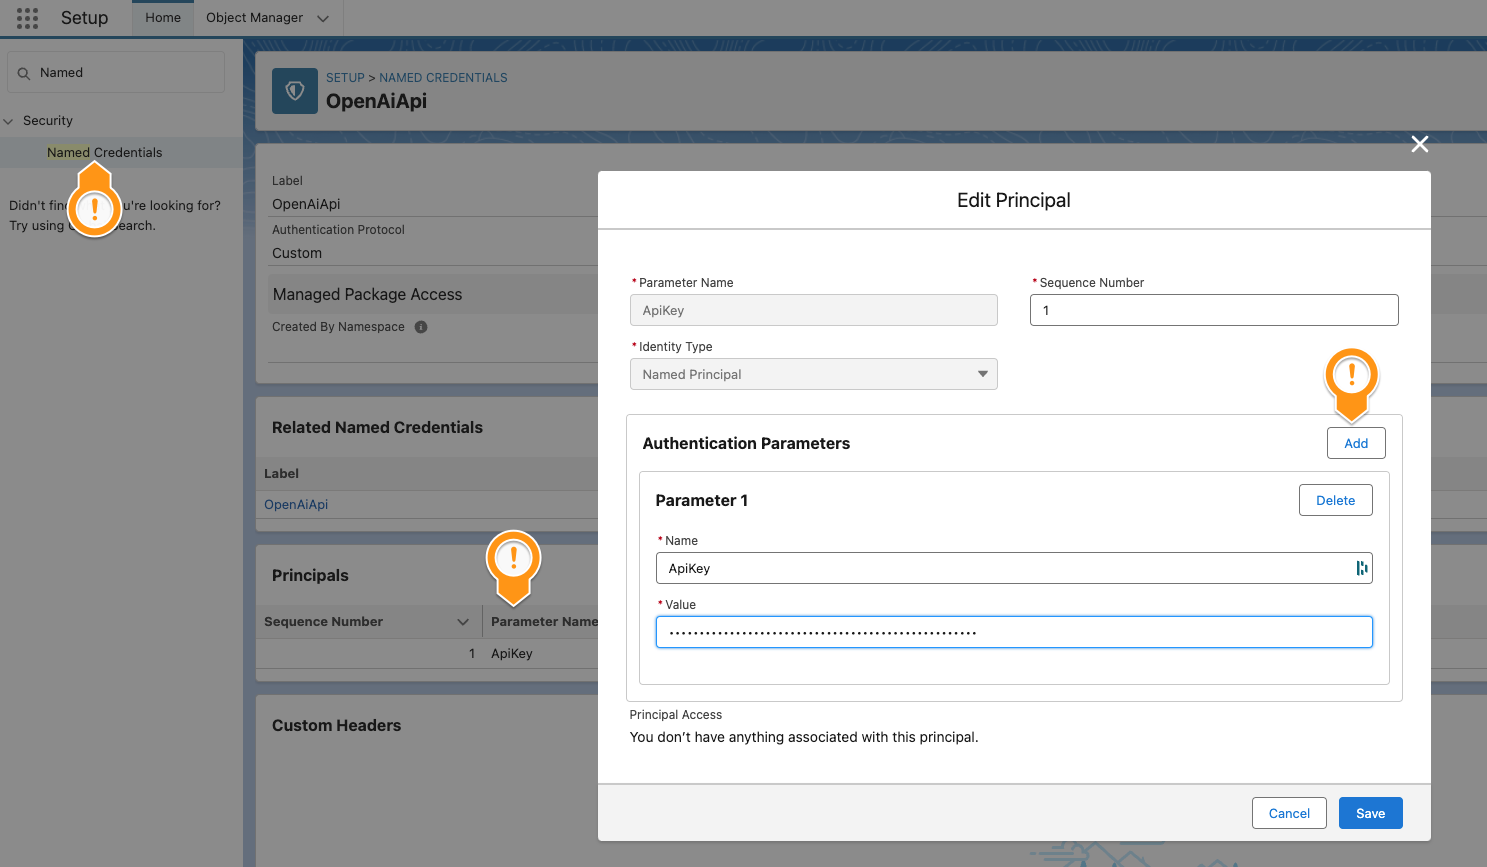 Setup
Home
Object Manager
Named
Security
Named Credentials
Didn't fin u're looking for?
Try using earch.
SETUP > NAMED CREDENTIALS
OpenAiApi
Label
OpenAiApi
Authentication Protocol
Custom
Managed Package Access
Created By Namespace
Related Named Credentials
Label
OpenAiApi
Principals
Sequence Number
Parameter Name
1 ApiKey
Custom Headers
Edit Principal
* Parameter Name
ApiKey
* Sequence Number
1
* Identity Type
Named Principal
Authentication Parameters
Add
Parameter 1
Delete
* Name
ApiKey
* Value
Principal Access
You don't have anything associated with this principal.
Cancel
Save